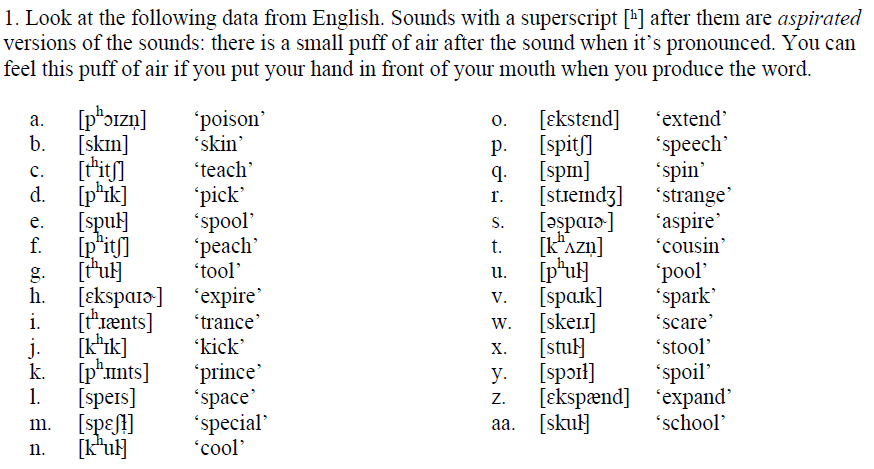 1. Look at the following data from English. Sounds with a superscript [ʰ] after them are aspirated
versions of the sounds: there is a small puff of air after the sound when it’s pronounced. You can
feel this puff of air if you put your hand in front of your mouth when you produce the word.
a. [pʰɔɪzn̩] ‘poison’
b. [skɪn] ‘skin’
c. [tʰitʃ] ‘teach’
d. [pʰɪk] ‘pick’
e. [spuɫ] ‘spool’
f. [pʰitʃ] ‘peach’
g. [tʰuɫ] ‘tool’
h. [ɛkspaɪɚ] ‘expire’
i. [tʰɹænts] ‘trance’
j. [kʰɪk] ‘kick’
k. [pʰɹɪnts] ‘prince’
l. [speɪs] ‘space’
m. [spɛʃɫ̩] ‘special’
n. [kʰuɫ] ‘cool’
o. [ɛkstɛnd] ‘extend’
p. [spitʃ] ‘speech’
q. [spɪn] ‘spin’
r. [stɹeɪndʒ] ‘strange’
s. [əspaɪɚ] ‘aspire’
t. [kʰʌzn̩] ‘cousin’
u. [pʰuɫ] ‘pool’
v. [spɑɹk] ‘spark’
w. [skeɪɹ] ‘scare’
x. [stuɫ] ‘stool’
y. [spɔɪɫ] ‘spoil’
z. [ɛkspænd] ‘expand’
aa. [skuɫ] ‘school’